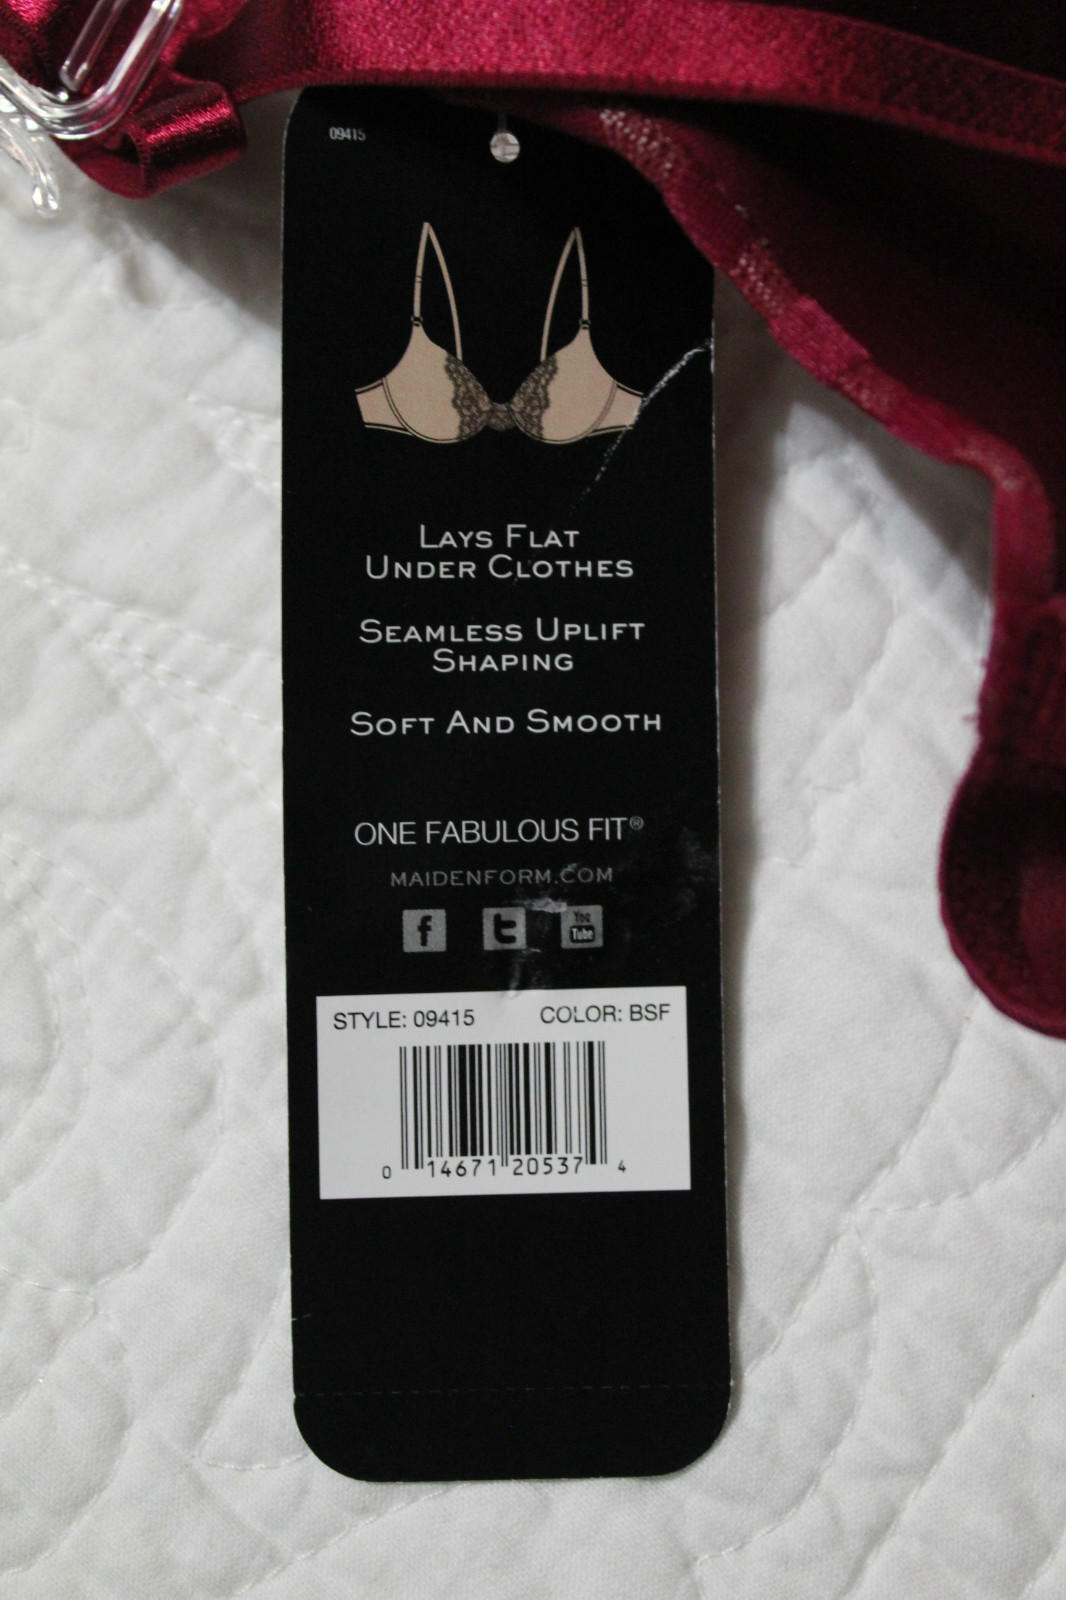 09415
LAYS FLAT
UNDER CLOTHES
SEAMLESS UPLIFT
SHAPING
SOFT AND SMOOTH
ONE FABULOUS FIT®
MAIDENFORM.COM
f t You Tube
STYLE: 09415 COLOR: BSF
0 14671 20537 4